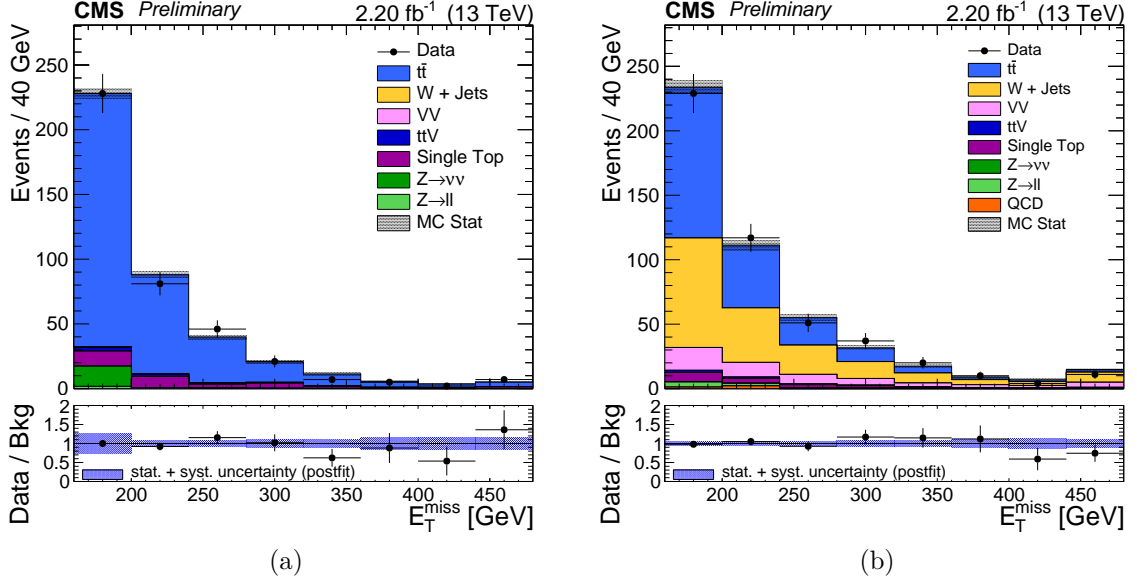 CMS Preliminary 2.20 fb⁻¹ (13 TeV)
Events / 40 GeV
250
200
150
100
50
0
Data
tt̄
W + Jets
VV
ttV
Single Top
Z→νν
Z→ll
MC Stat
Data / Bkg
2
1.5
1
0.5
0
stat. + syst. uncertainty (postfit)
200 250 300 350 400 450
E_T^miss [GeV]
(a)
CMS Preliminary 2.20 fb⁻¹ (13 TeV)
Events / 40 GeV
250
200
150
100
50
0
Data
tt̄
W + Jets
VV
ttV
Single Top
Z→νν
Z→ll
QCD
MC Stat
Data / Bkg
2
1.5
1
0.5
0
stat. + syst. uncertainty (postfit)
200 250 300 350 400 450
E_T^miss [GeV]
(b)